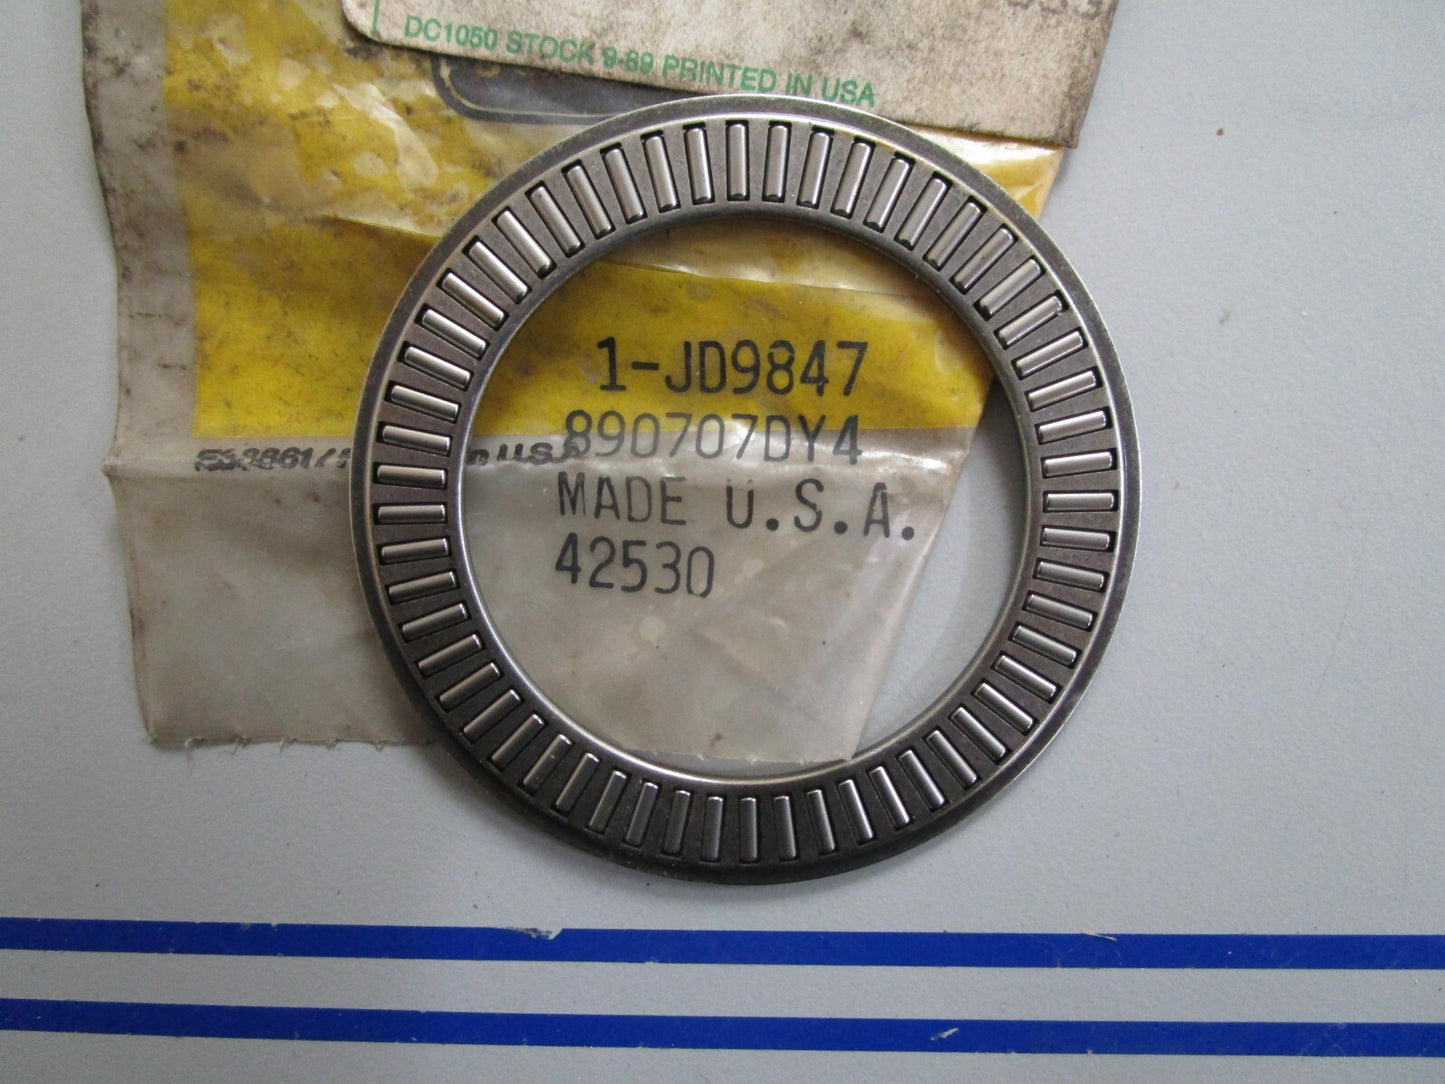 DC1050 STOCK 9-89 PRINTED IN USA
1-JD9847
890707DY4
MADE U.S.A.
42530